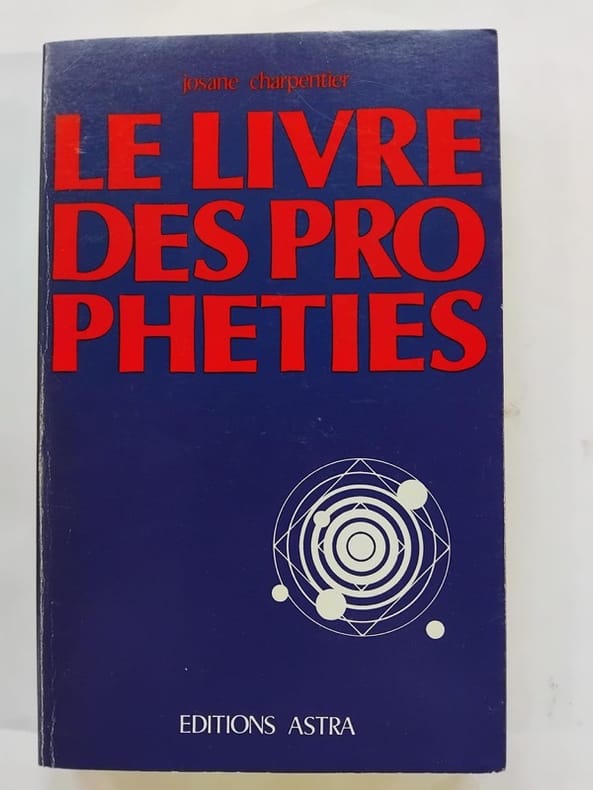 josane charpentier
LE LIVRE
DES PRO
PHETIES
EDITIONS ASTRA